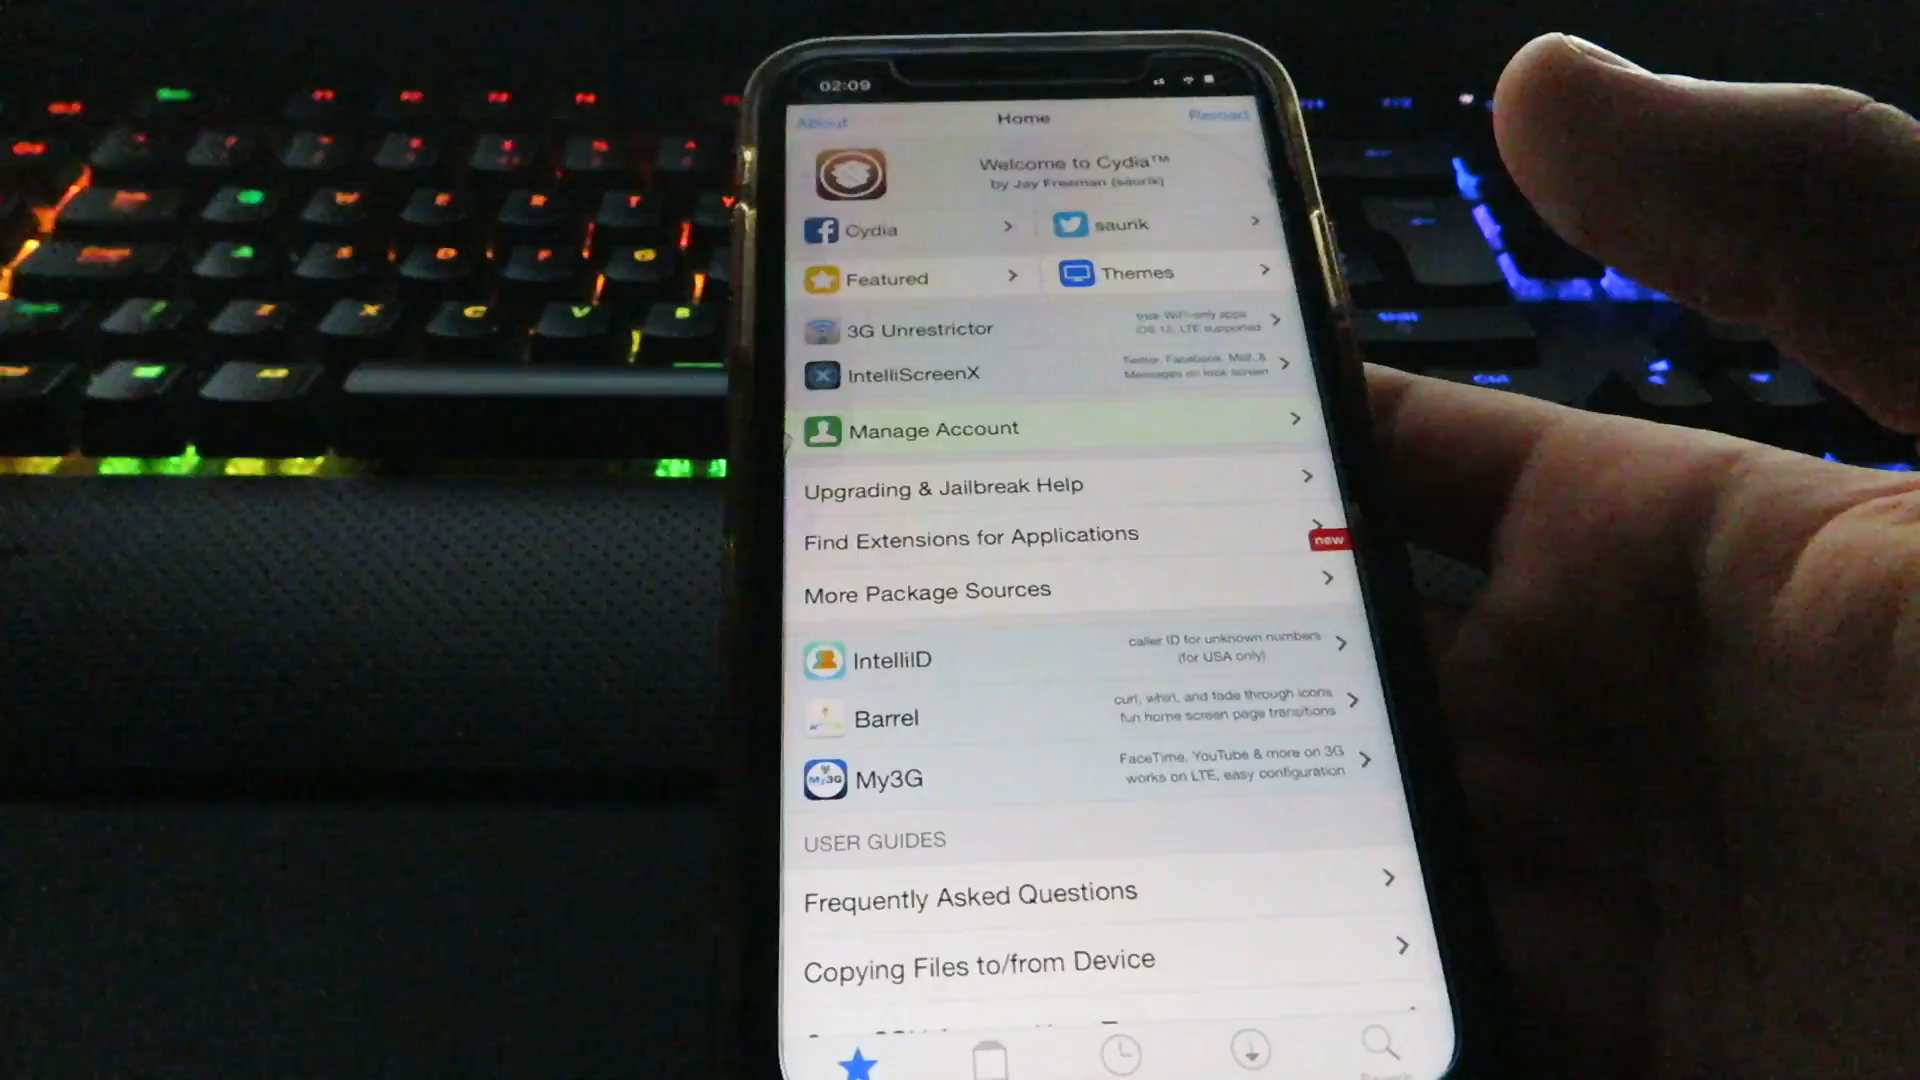 02:09
About
Home
Reload
Welcome to Cydia™
by Jay Freeman (saurik)
Cydia
saurik
Featured
Themes
3G Unrestrictor
trick WiFi-only apps
iOS 12, LTE supported
IntelliScreenX
Twitter, Facebook, Mail, &
Messages on lock screen
Manage Account
Upgrading & Jailbreak Help
Find Extensions for Applications
new
More Package Sources
IntelliID
caller ID for unknown numbers
(for USA only)
Barrel
curl, whirl, and fade through icons
fun home screen page transitions
My3G
My3G
FaceTime, YouTube & more on 3G
works on LTE, easy configuration
USER GUIDES
Frequently Asked Questions
Copying Files to/from Device
W E R T Y
S D F G
Z X C V B
Shift
Ctrl